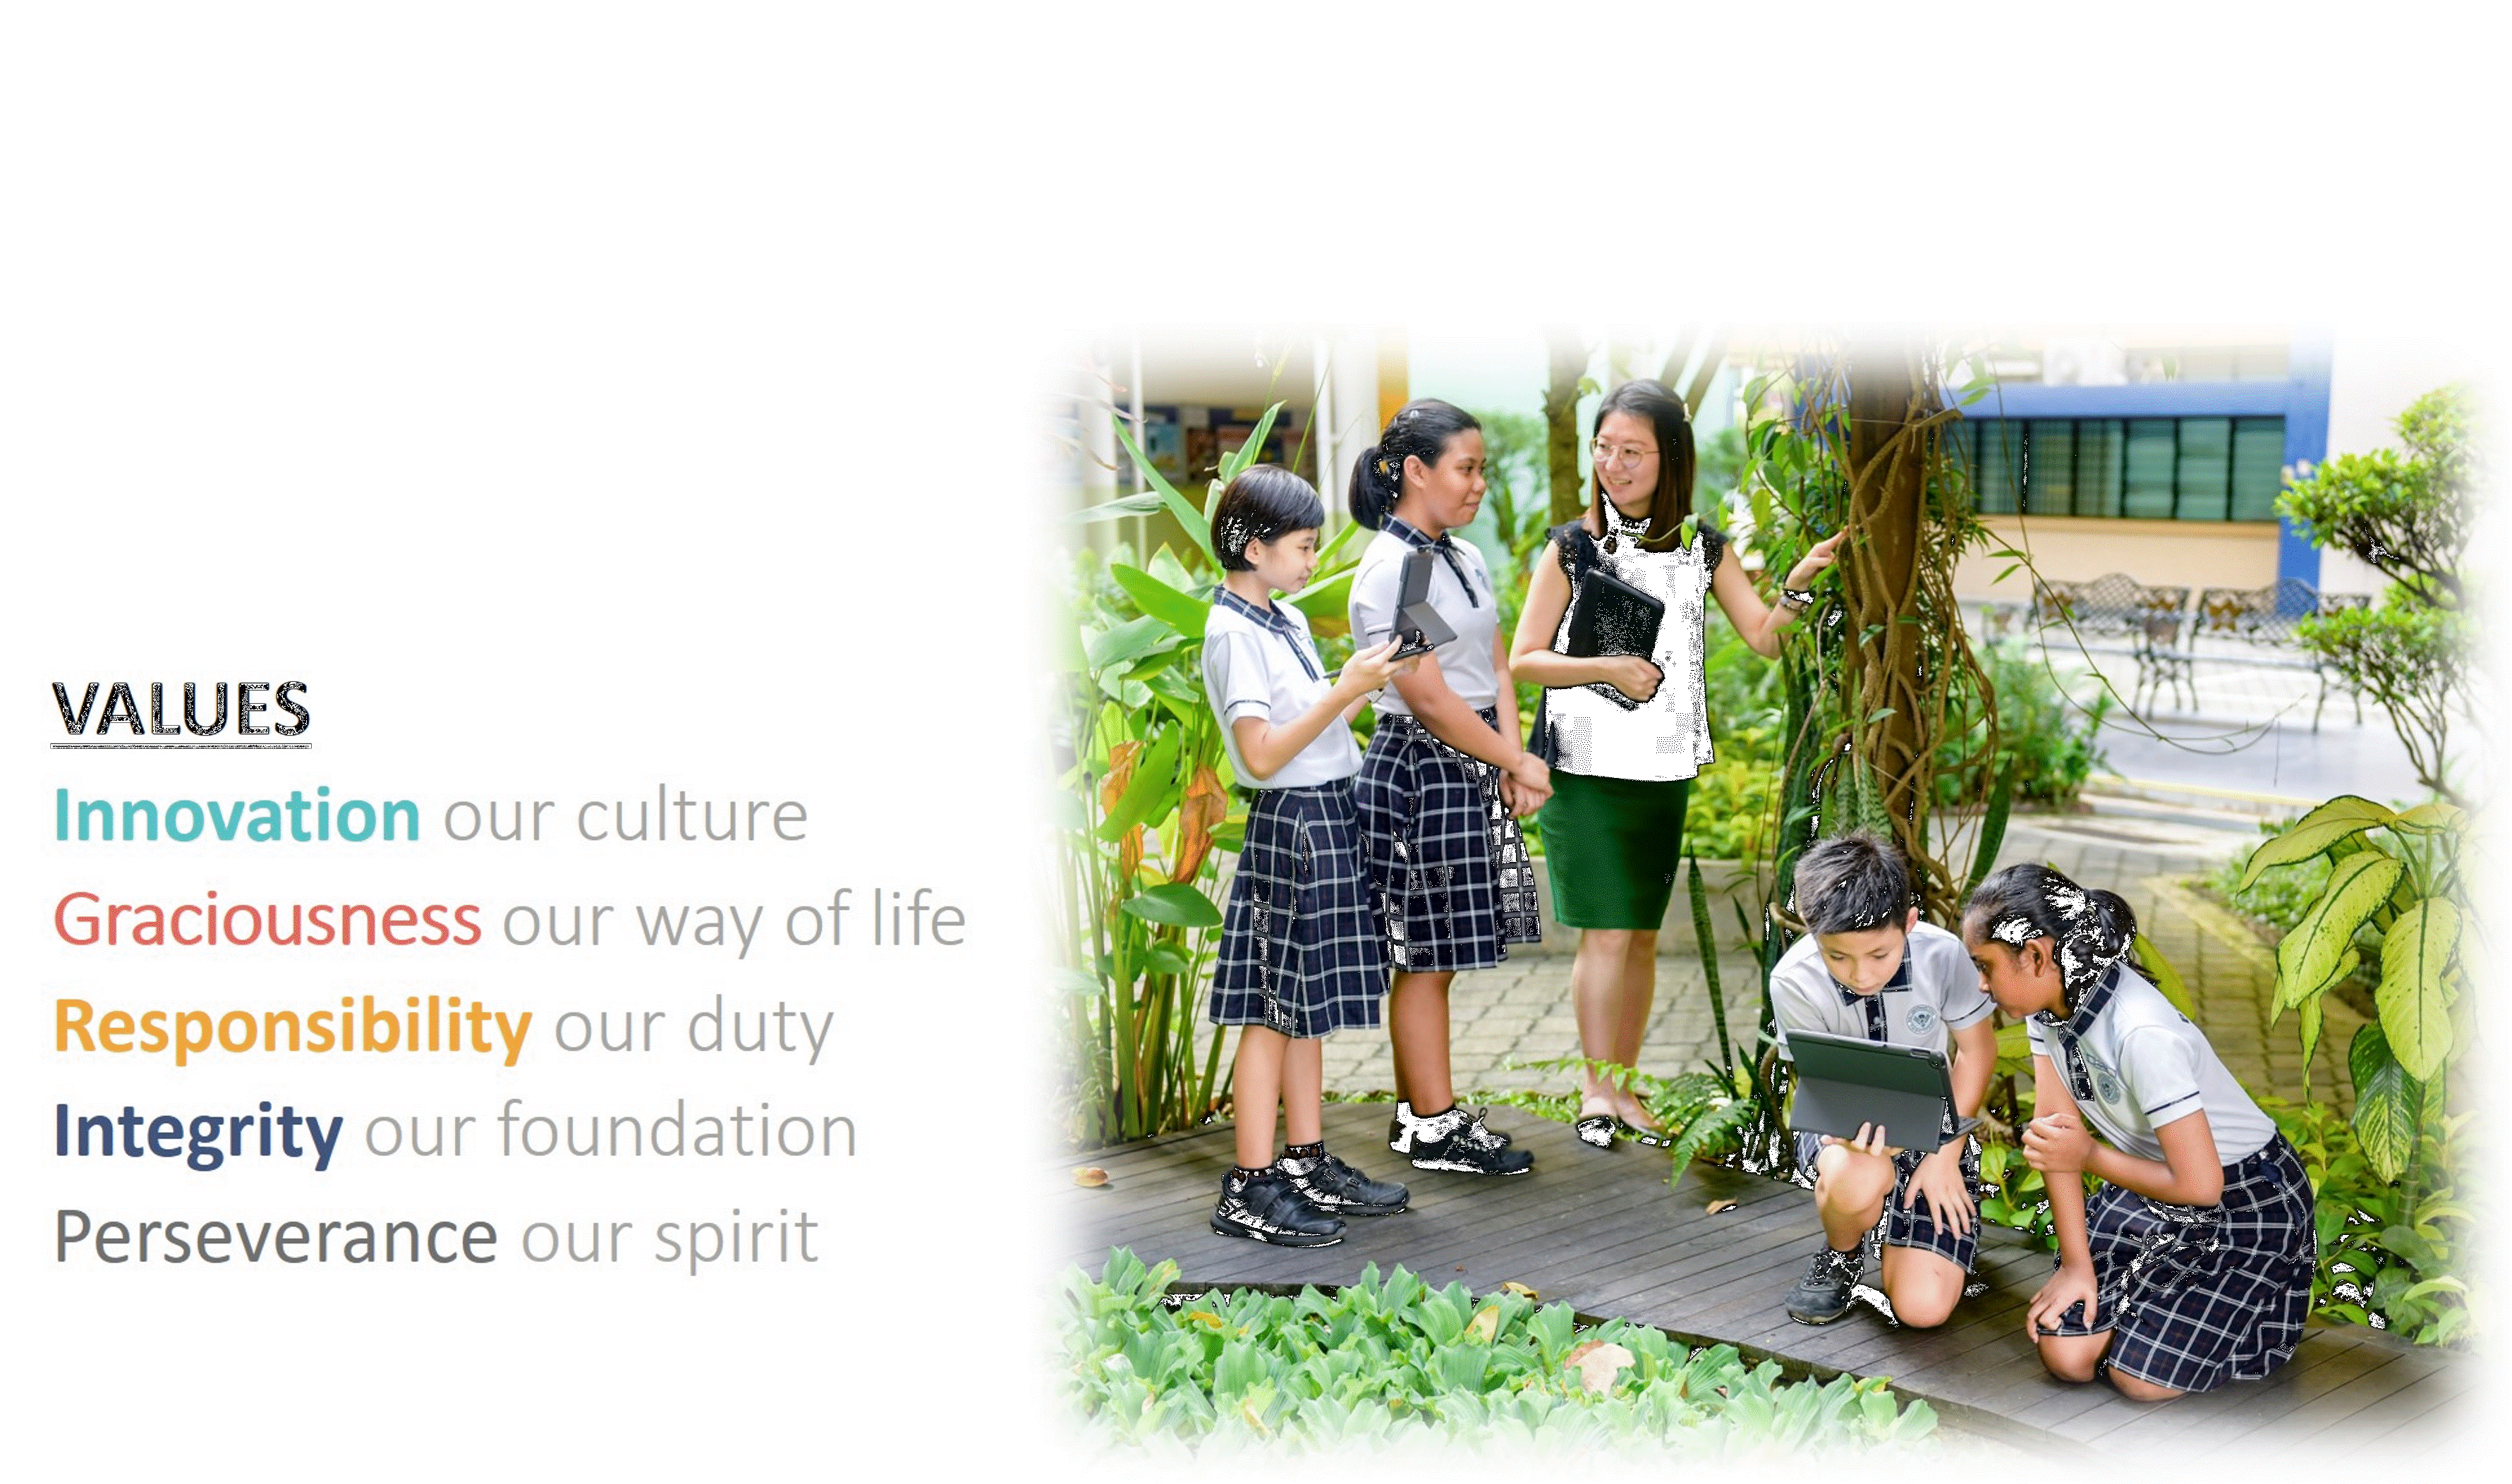 VALUES
Innovation our culture
Graciousness our way of life
Responsibility our duty
Integrity our foundation
Perseverance our spirit